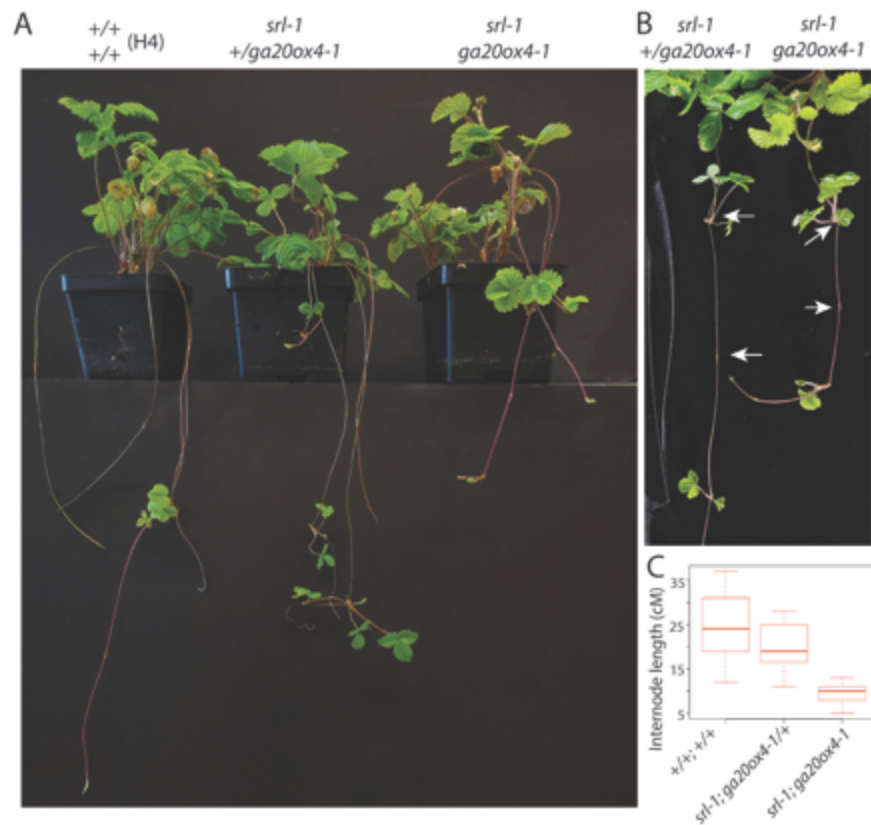 A
+/+
+/+ (H4)
srl-1
+/ga20ox4-1
srl-1
ga20ox4-1
B
srl-1
+/ga20ox4-1
srl-1
ga20ox4-1
C
Internode length (cM)
35
25
15
5
+/+; +/+
srl-1; ga20ox4-1/+
srl-1; ga20ox4-1